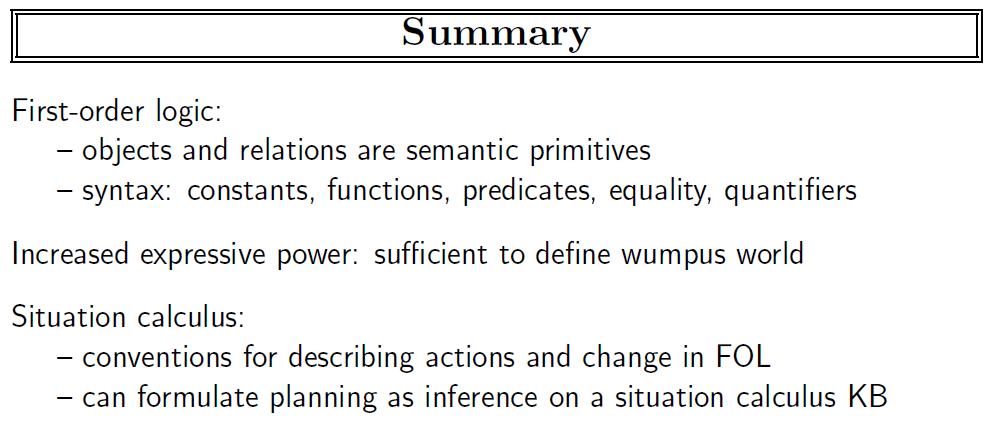 Summary
First-order logic:
– objects and relations are semantic primitives
– syntax: constants, functions, predicates, equality, quantifiers
Increased expressive power: sufficient to define wumpus world
Situation calculus:
– conventions for describing actions and change in FOL
– can formulate planning as inference on a situation calculus KB